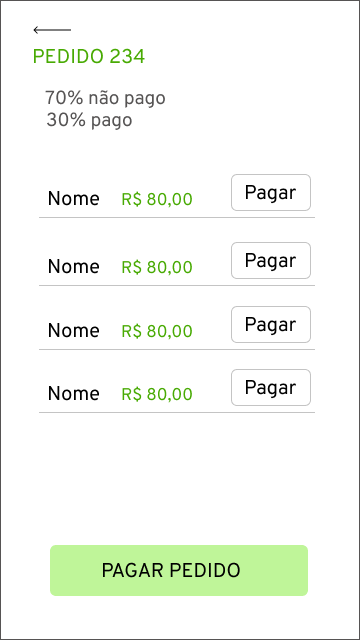 PEDIDO 234
70% não pago
30% pago
Nome R$ 80,00 Pagar
Nome R$ 80,00 Pagar
Nome R$ 80,00 Pagar
Nome R$ 80,00 Pagar
PAGAR PEDIDO